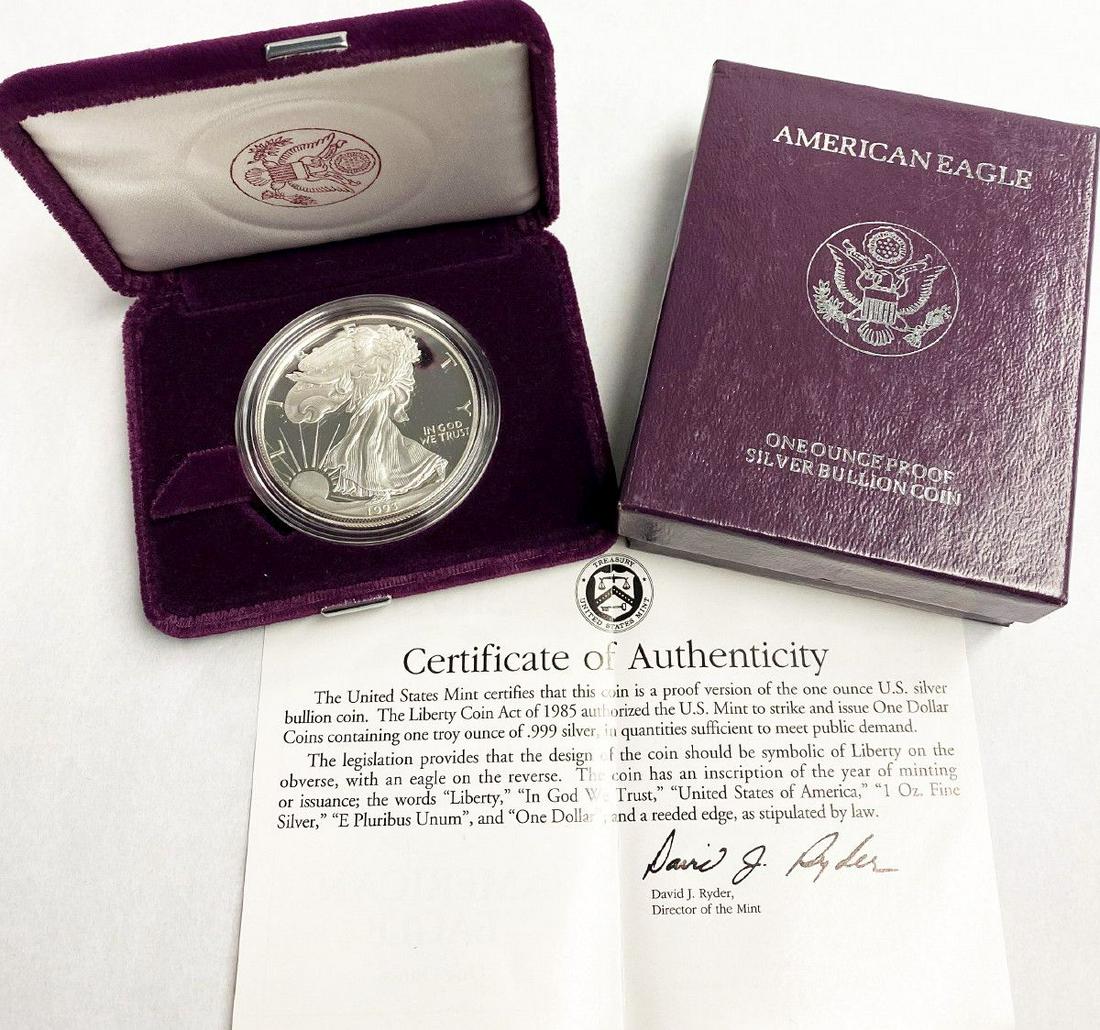 LIBERTY
IN GOD
WE TRUST
1993
AMERICAN EAGLE
ONE OUNCE PROOF
SILVER BULLION COIN
TREASURY
UNITED STATES MINT
Certificate of Authenticity
The United States Mint certifies that this coin is a proof version of the one ounce U.S. silver
bullion coin. The Liberty Coin Act of 1985 authorized the U.S. Mint to strike and issue One Dollar
Coins containing one troy ounce of .999 silver, in quantities sufficient to meet public demand.
The legislation provides that the design of the coin should be symbolic of Liberty on the
obverse, with an eagle on the reverse. The coin has an inscription of the year of minting
or issuance; the words “Liberty,” “In God We Trust,” “United States of America,” “1 Oz. Fine
Silver,” “E Pluribus Unum”, and “One Dollar”, and a reeded edge, as stipulated by law.
David J. Ryder
David J. Ryder,
Director of the Mint